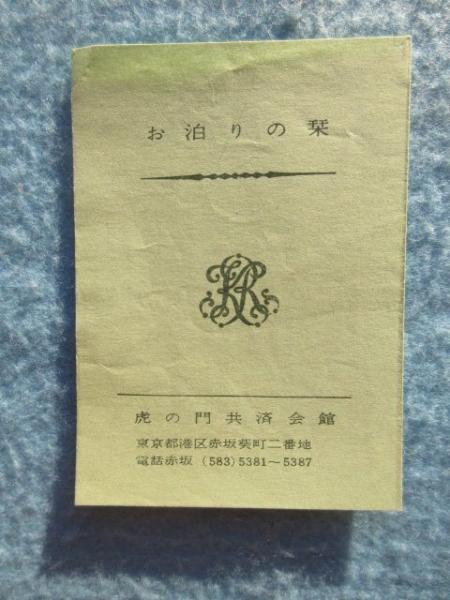 お泊りの栞
虎の門共済会館
東京都港区赤坂葵町二番地
電話赤坂 (583) 5381~5387